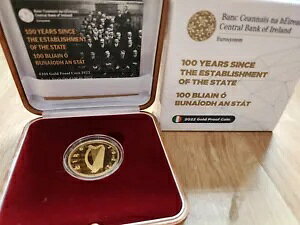 Banc Ceannais na hÉireann
Central Bank of Ireland
100 YEARS SINCE
THE ESTABLISHMENT
OF THE STATE
100 BLIAIN Ó
BUNAÍODH AN STÁT
€100 Gold Proof Coin 2022
Banc Ceannais na hÉireann
Central Bank of Ireland
Eurosystem
100 YEARS SINCE
THE ESTABLISHMENT
OF THE STATE
100 BLIAIN Ó
BUNAÍODH AN STÁT
2022 Gold Proof Coin